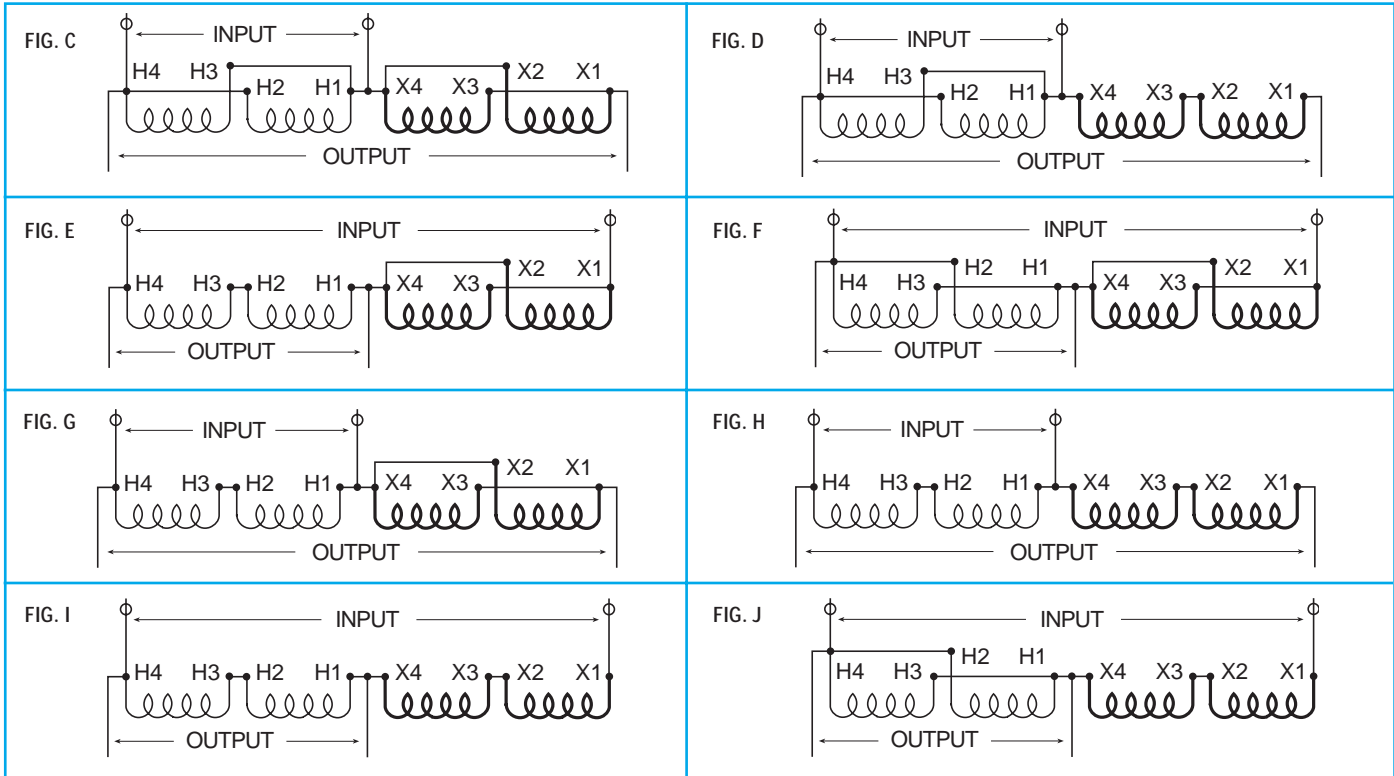 FIG. C
INPUT
H4 H3 H2 H1 X4 X3 X2 X1
OUTPUT
FIG. D
INPUT
H4 H3 H2 H1 X4 X3 X2 X1
OUTPUT
FIG. E
INPUT
H4 H3 H2 H1 X4 X3 X2 X1
OUTPUT
FIG. F
INPUT
H4 H3 H2 H1 X4 X3 X2 X1
OUTPUT
FIG. G
INPUT
H4 H3 H2 H1 X4 X3 X2 X1
OUTPUT
FIG. H
INPUT
H4 H3 H2 H1 X4 X3 X2 X1
OUTPUT
FIG. I
INPUT
H4 H3 H2 H1 X4 X3 X2 X1
OUTPUT
FIG. J
INPUT
H4 H3 H2 H1 X4 X3 X2 X1
OUTPUT